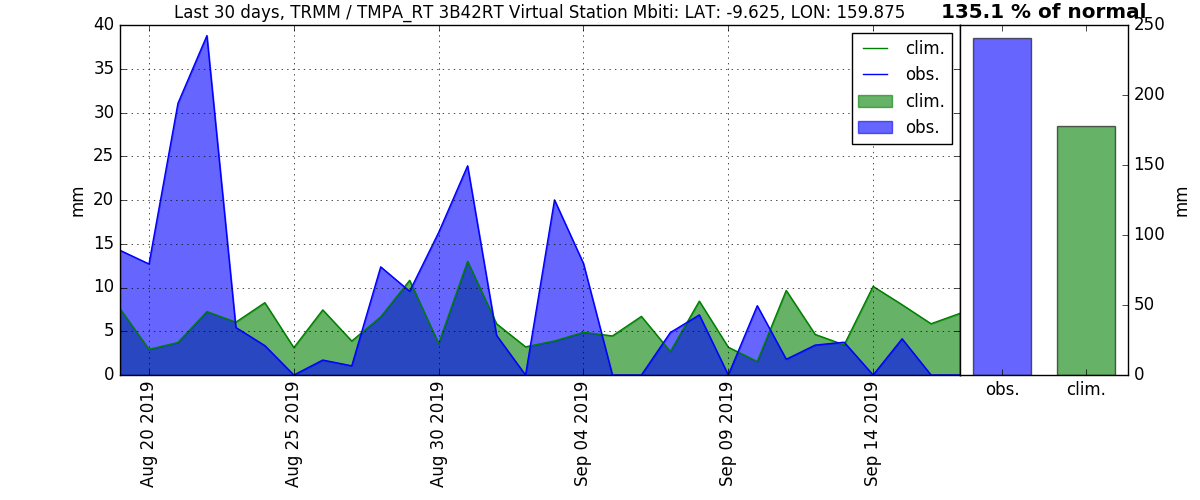 Last 30 days, TRMM / TMPA_RT 3B42RT Virtual Station Mbiti: LAT: -9.625, LON: 159.875
135.1 % of normal
40
35
30
25
20
15
10
5
0
mm
clim.
obs.
clim.
obs.
250
200
150
100
50
0
mm
obs.
clim.
Aug 20 2019
Aug 25 2019
Aug 30 2019
Sep 04 2019
Sep 09 2019
Sep 14 2019